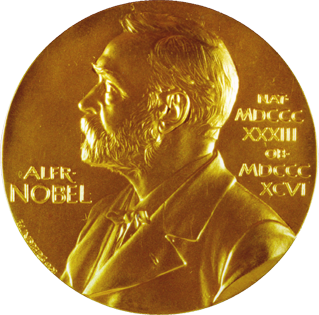 ALFR·
NOBEL
NAT·
MDCCC
XXXIII
OB·
MDCCC
XCVI